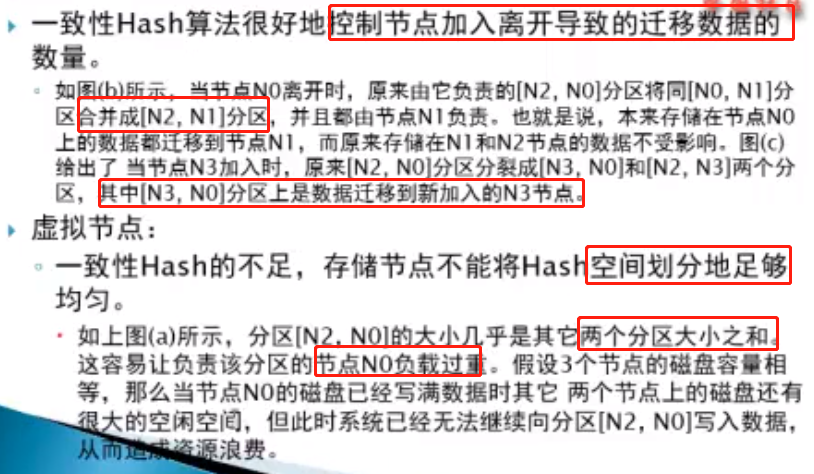 一致性Hash算法很好地控制节点加入离开导致的迁移数据的
数量。
如图(b)所示，当节点N0离开时，原来由它负责的[N2, N0]分区将同[N0, N1]分
区合并成[N2, N1]分区，并且都由节点N1负责。也就是说，本来存储在节点N0
上的数据都迁移到节点N1，而原来存储在N1和N2节点的数据不受影响。图(c)
给出了 当节点N3加入时，原来[N2, N0]分区分裂成[N3, N0]和[N2, N3]两个分
区，其中[N3, N0]分区上是数据迁移到新加入的N3节点。
虚拟节点：
一致性Hash的不足，存储节点不能将Hash空间划分地足够
均匀。
如上图(a)所示，分区[N2, N0]的大小几乎是其它两个分区大小之和。
这容易让负责该分区的节点N0负载过重。假设3个节点的磁盘容量相
等，那么当节点N0的磁盘已经写满数据时其它 两个节点上的磁盘还有
很大的空闲空间，但此时系统已经无法继续向分区[N2, N0]写入数据，
从而造成资源浪费。